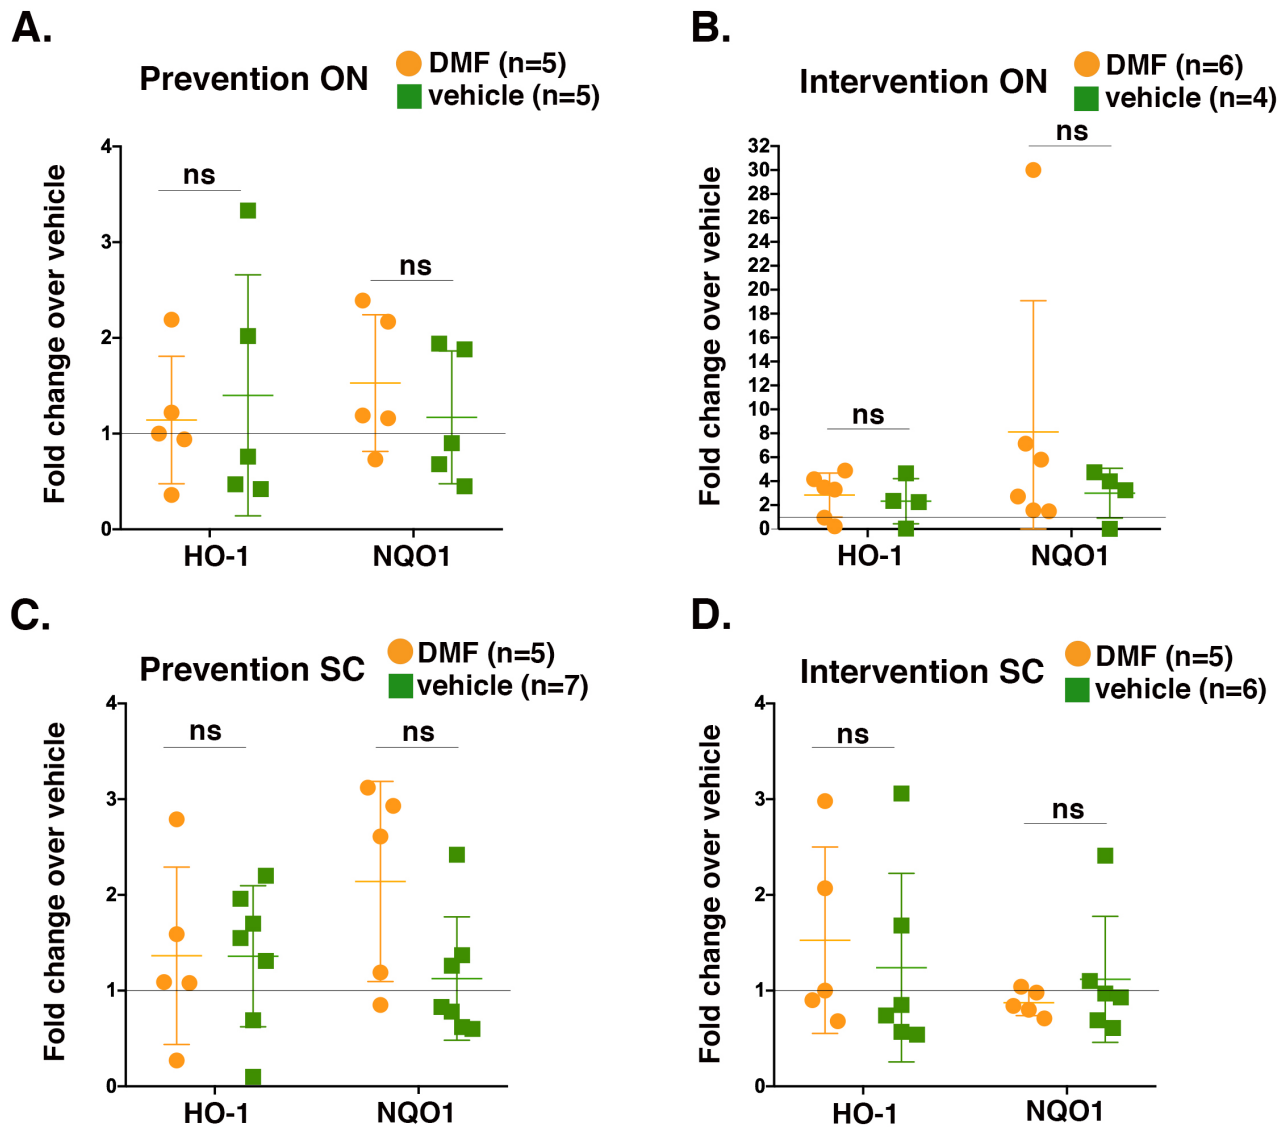 A.
Prevention ON
DMF (n=5)
vehicle (n=5)
Fold change over vehicle
4
3
2
1
0
ns
ns
HO-1
NQO1
B.
Intervention ON
DMF (n=6)
vehicle (n=4)
Fold change over vehicle
32
30
28
26
24
22
20
18
16
14
12
10
8
6
4
2
0
ns
ns
HO-1
NQO1
C.
Prevention SC
DMF (n=5)
vehicle (n=7)
Fold change over vehicle
4
3
2
1
0
ns
ns
HO-1
NQO1
D.
Intervention SC
DMF (n=5)
vehicle (n=6)
Fold change over vehicle
4
3
2
1
0
ns
ns
HO-1
NQO1